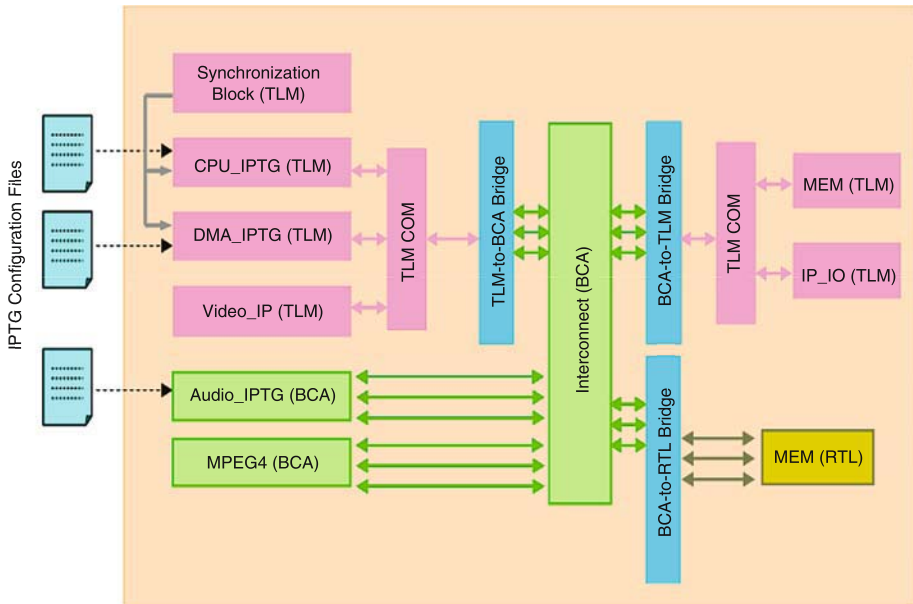 IPTG Configuration Files
Synchronization
Block (TLM)
CPU_IPTG (TLM)
DMA_IPTG (TLM)
Video_IP (TLM)
Audio_IPTG (BCA)
MPEG4 (BCA)
TLM COM
TLM-to-BCA Bridge
Interconnect (BCA)
BCA-to-TLM Bridge
BCA-to-RTL Bridge
TLM COM
MEM (TLM)
IP_IO (TLM)
MEM (RTL)